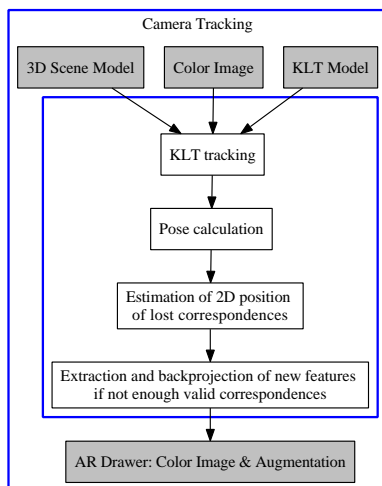 Camera Tracking
3D Scene Model
Color Image
KLT Model
KLT tracking
Pose calculation
Estimation of 2D position
of lost correspondences
Extraction and backprojection of new features
if not enough valid correspondences
AR Drawer: Color Image & Augmentation